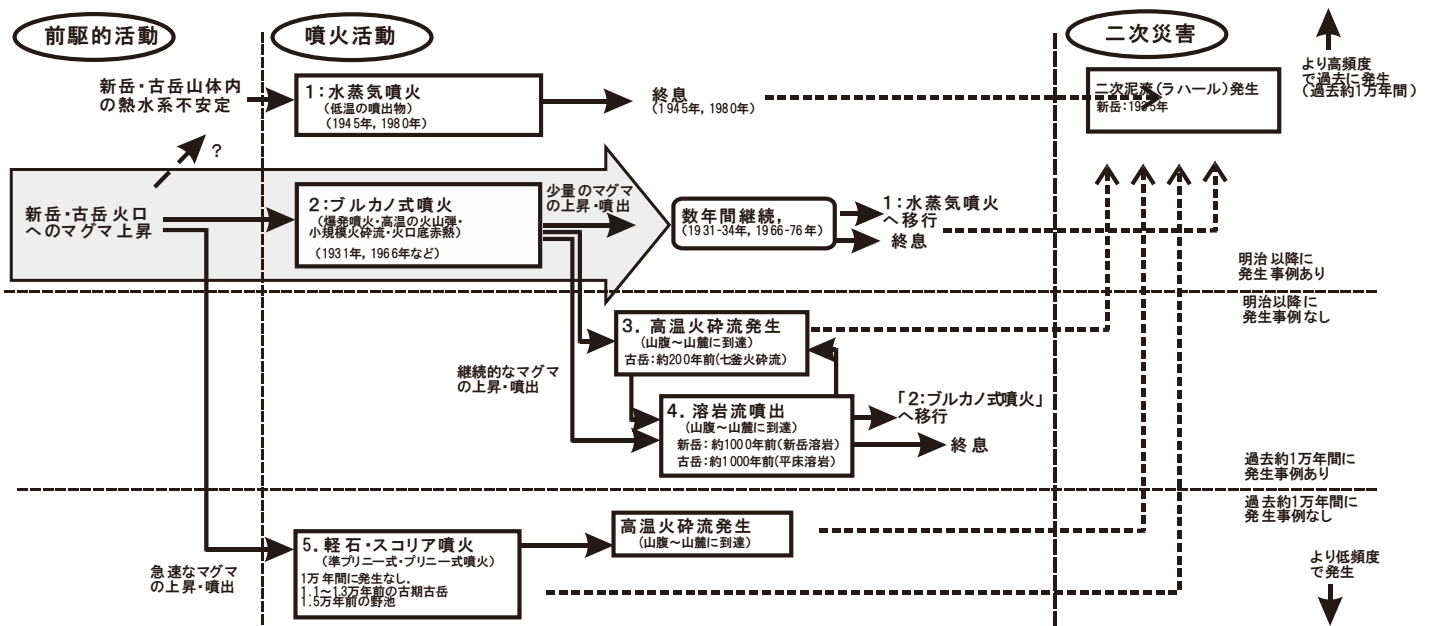 前駆的活動
噴火活動
二次災害
より高頻度
で過去に発生
(過去約1万年間)
新岳・古岳山体内
の熱水系不安定
1:水蒸気噴火
(低温の噴出物)
(1945年, 1980年)
終息
(1945年, 1980年)
二次泥流(ラハール)発生
?
新岳・古岳火口
へのマグマ上昇
2:ブルカノ式噴火
(爆発噴火・高温の火山弾・
小規模火砕流・火口底赤熱)
(1931年, 1966年など)
少量のマグマ
の上昇・噴出
数年間継続,
(1931-34年, 1966-76年)
1:水蒸気噴火
へ移行
終息
明治以降に
発生事例あり
明治以降に
発生事例なし
3. 高温火砕流発生
(山腹～山麓に到達)
古岳:約200年前(七釜火砕流)
継続的なマグマ
の上昇・噴出
4. 溶岩流噴出
(山腹～山麓に到達)
新岳:約1000年前(新岳溶岩)
古岳:約1000年前(平床溶岩)
「2:ブルカノ式噴火」
へ移行
終息
過去約1万年間に
発生事例あり
過去約1万年間に
発生事例なし
急速なマグマ
の上昇・噴出
5. 軽石・スコリア噴火
(準プリニー式・プリニー式噴火)
1万年間に発生なし.
1.1～1.3万年前の古期古岳
1.5万年前の野池
高温火砕流発生
(山腹～山麓に到達)
より低頻度
で発生